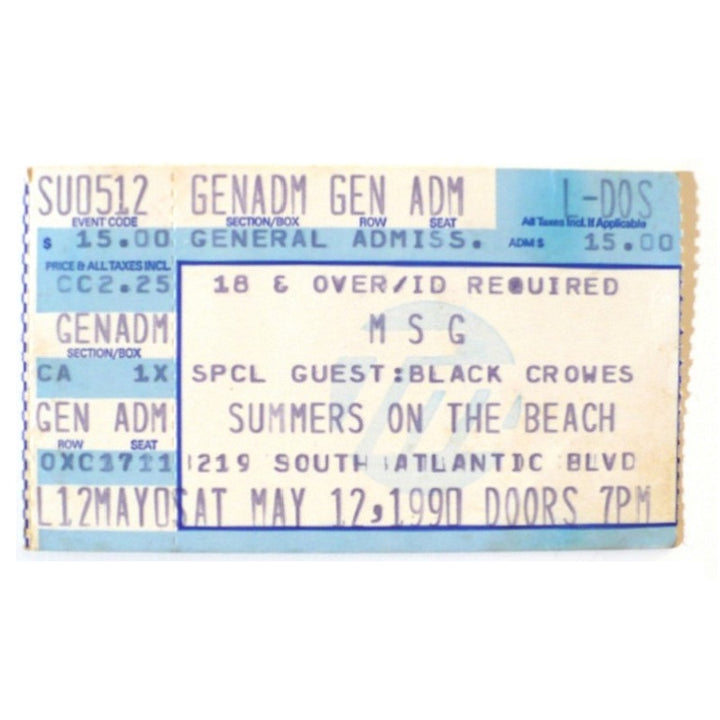 SU0512 GENADM GEN ADM L-DOS
EVENT CODE SECTION/BOX ROW SEAT All Taxes Incl. If Applicable
$ 15.00 GENERAL ADMISS. ADM $ 15.00
PRICE & ALL TAXES INCL
CC2.25 18 & OVER/ID REQUIRED
GENADM M S G
SECTION/BOX
CA 1X SPCL GUEST:BLACK CROWES
GEN ADM SUMMERS ON THE BEACH
ROW SEAT
0XC1711 219 SOUTH ATLANTIC BLVD
L12MAY0 SAT MAY 12,1990 DOORS 7PM